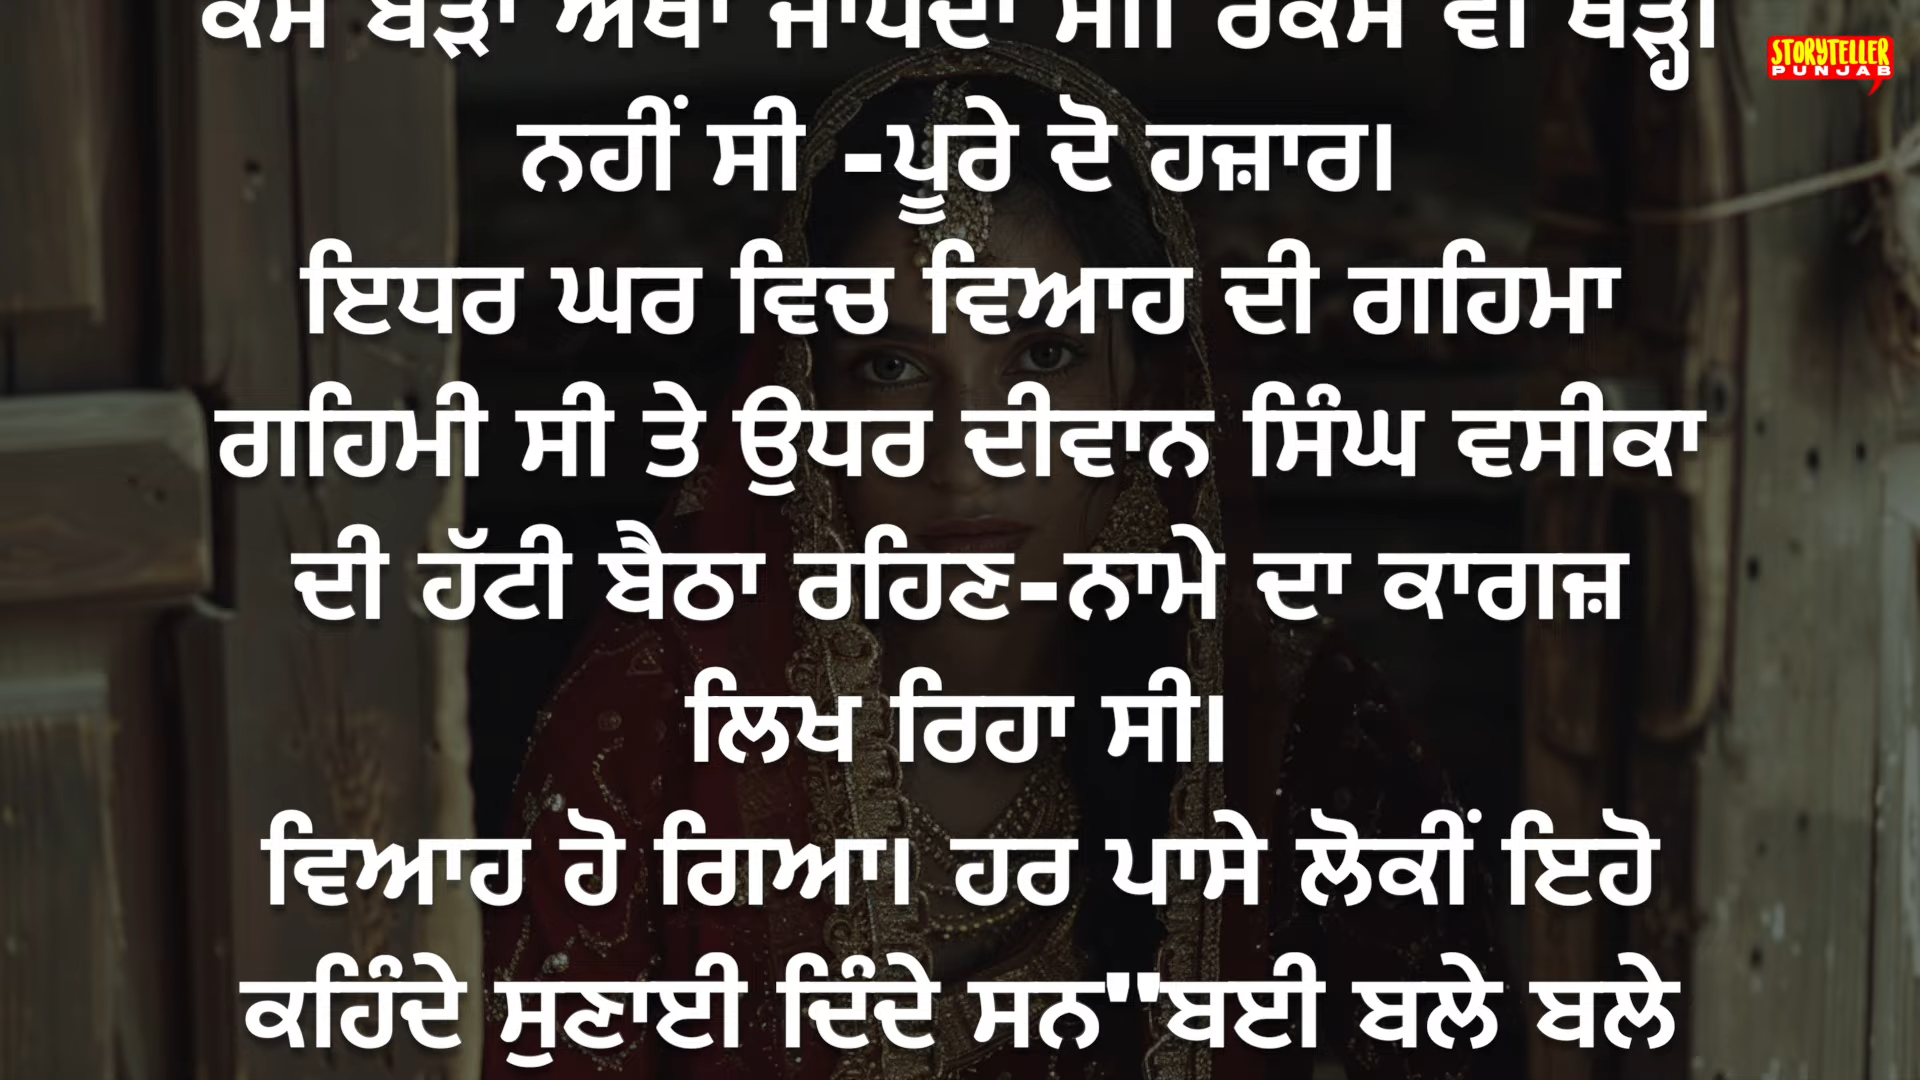 ਨਹੀਂ ਸੀ -ਪੂਰੇ ਦੋ ਹਜ਼ਾਰ।
ਇਧਰ ਘਰ ਵਿਚ ਵਿਆਹ ਦੀ ਗਹਿਮਾ
ਗਹਿਮੀ ਸੀ ਤੇ ਉਧਰ ਦੀਵਾਨ ਸਿੰਘ ਵਸੀਕਾ
ਦੀ ਹੱਟੀ ਬੈਠਾ ਰਹਿਣ-ਨਾਮੇ ਦਾ ਕਾਗਜ਼
ਲਿਖ ਰਿਹਾ ਸੀ।
ਵਿਆਹ ਹੋ ਗਿਆ। ਹਰ ਪਾਸੇ ਲੋਕੀਂ ਇਹੋ
ਕਹਿੰਦੇ ਸੁਣਾਈ ਦਿੰਦੇ ਸਨ"ਬਈ ਬਲੇ ਬਲੇ
STORYTELLER
PUNJAB